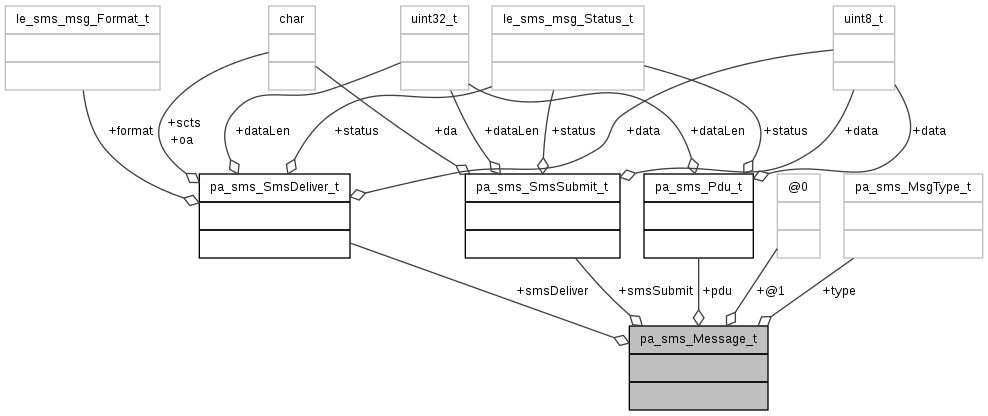 le_sms_msg_Format_t
char
uint32_t
le_sms_msg_Status_t
uint8_t
+format
+scts
+oa
+dataLen
+status
+da
+dataLen
+status
+data
+dataLen
+status
+data
+data
pa_sms_SmsDeliver_t
pa_sms_SmsSubmit_t
pa_sms_Pdu_t
@0
pa_sms_MsgType_t
+smsDeliver
+smsSubmit
+pdu
+@1
+type
pa_sms_Message_t